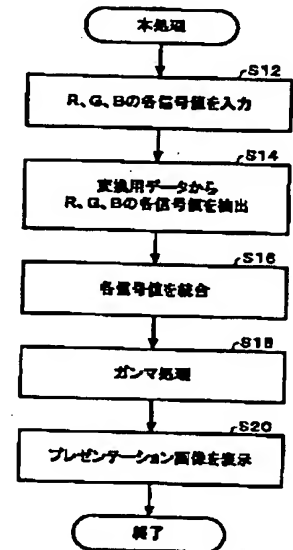 本処理
S12
R、G、Bの各信号値を入力
S14
変換用データから
R、G、Bの各信号値を抽出
S16
各信号値を統合
S18
ガンマ処理
S20
プレゼンテーション画像を表示
終了